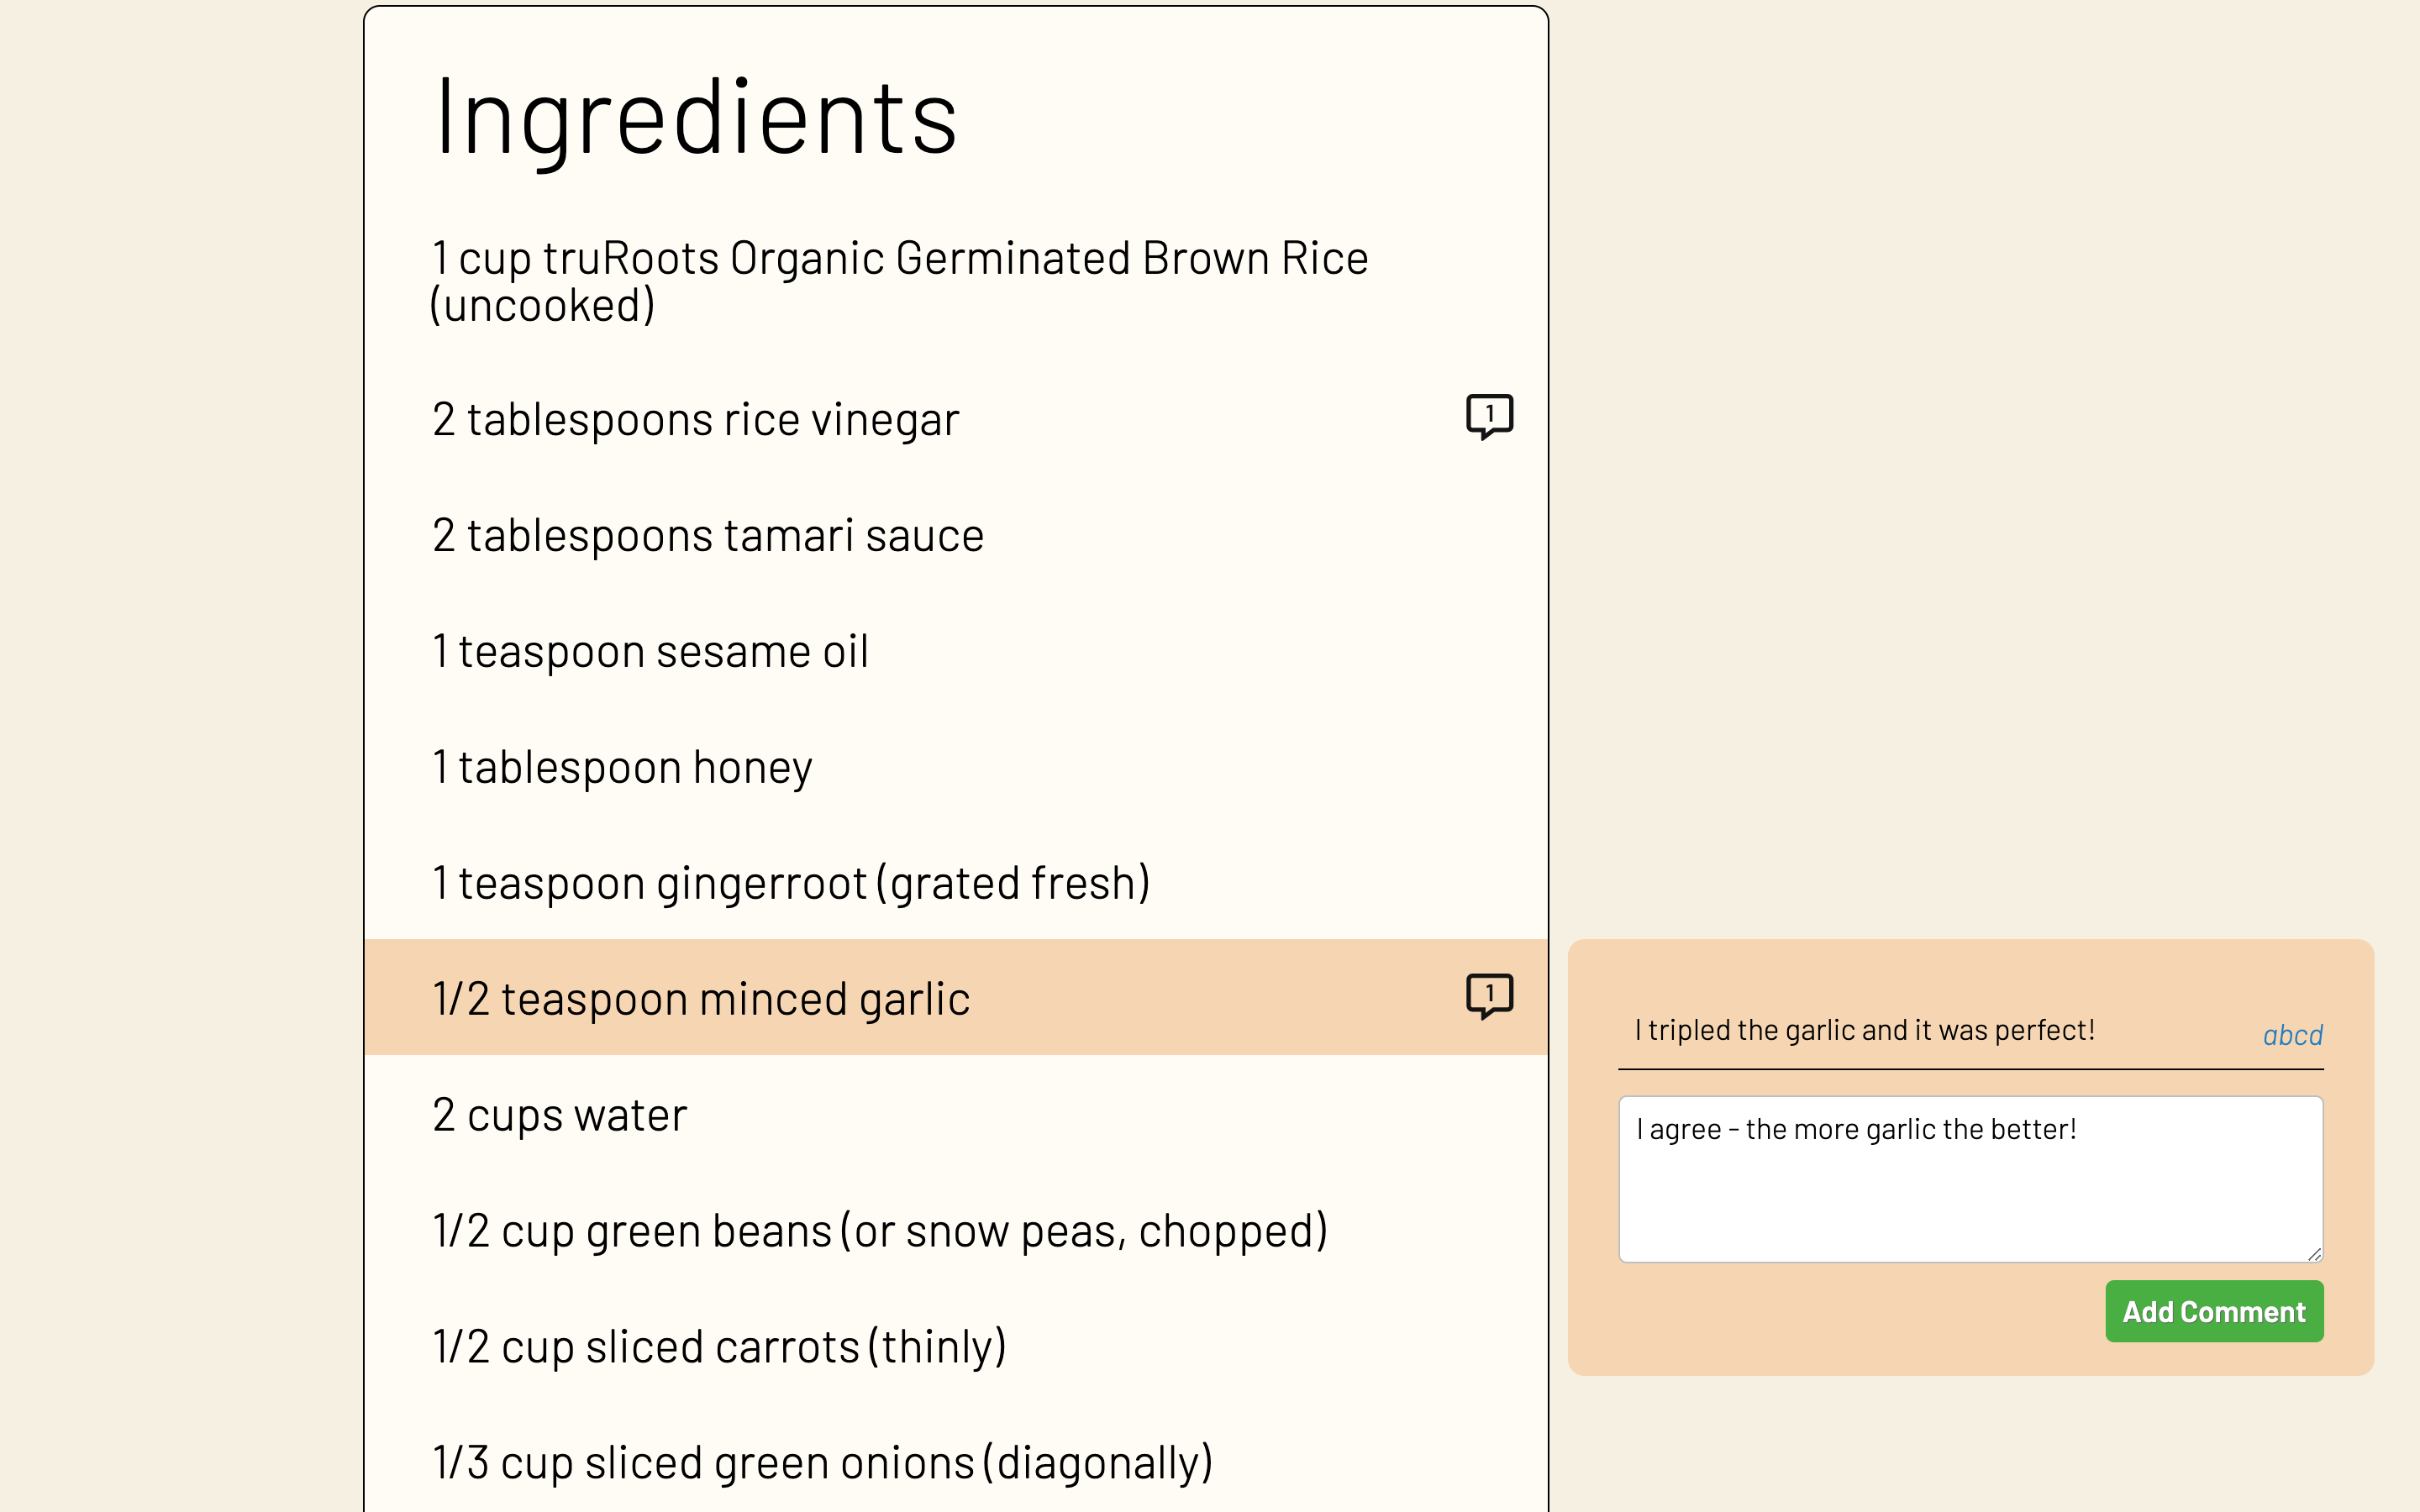 Ingredients
1 cup truRoots Organic Germinated Brown Rice
(uncooked)
2 tablespoons rice vinegar
1
2 tablespoons tamari sauce
1 teaspoon sesame oil
1 tablespoon honey
1 teaspoon gingerroot (grated fresh)
1/2 teaspoon minced garlic
1
I tripled the garlic and it was perfect!
abcd
I agree - the more garlic the better!
Add Comment
2 cups water
1/2 cup green beans (or snow peas, chopped)
1/2 cup sliced carrots (thinly)
1/3 cup sliced green onions (diagonally)